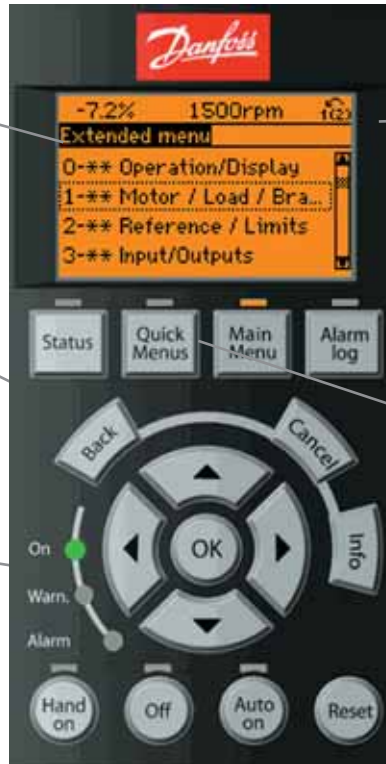 Danfoss
-7.2% 1500rpm 1(2)
Extended menu
0-** Operation/Display
1-** Motor / Load / Bra...
2-** Reference / Limits
3-** Input/Outputs
Status Quick Menus Main Menu Alarm log
Back Cancel
Info
OK
On
Warn.
Alarm
Hand on Off Auto on Reset